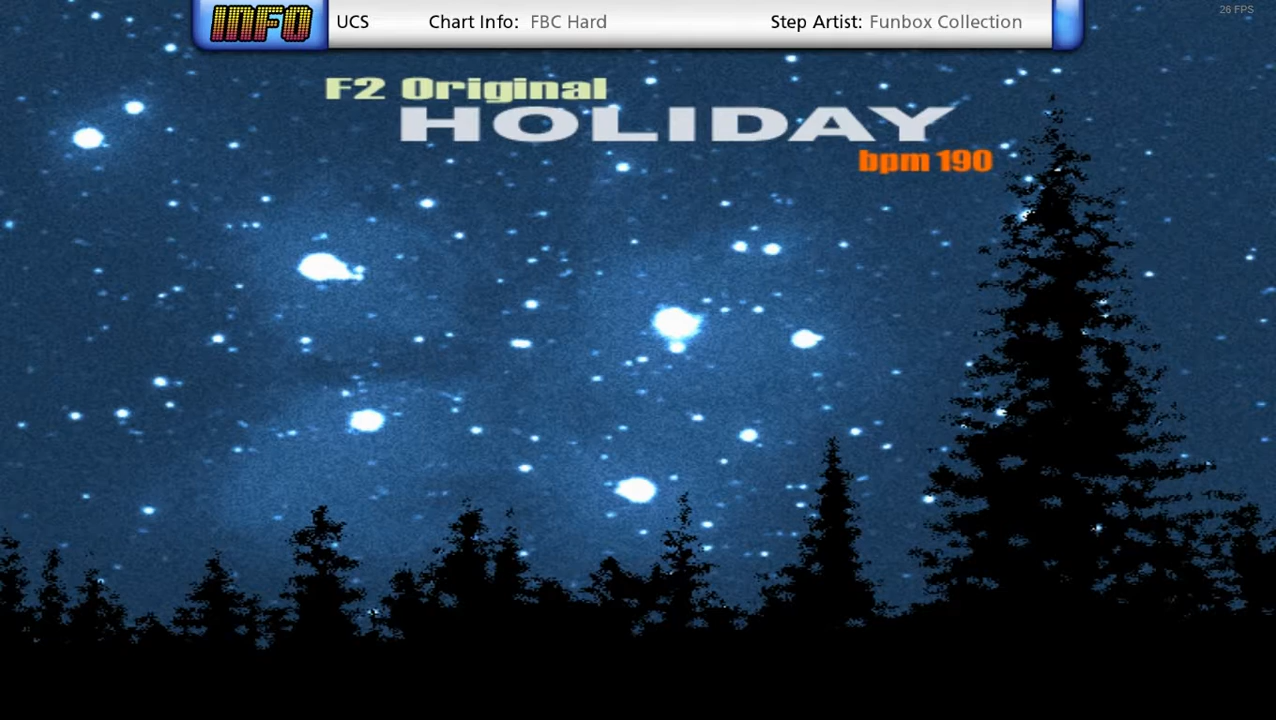 INFO UCS Chart Info: FBC Hard Step Artist: Funbox Collection
26 FPS
F2 Original
HOLIDAY
bpm 190